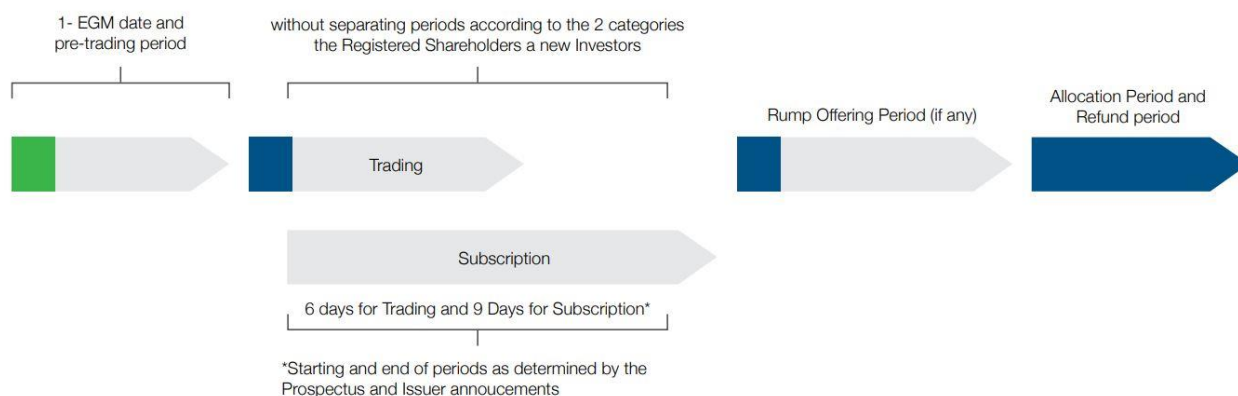 1- EGM date and
pre-trading period
without separating periods according to the 2 categories
the Registered Shareholders a new Investors
Rump Offering Period (if any)
Allocation Period and
Refund period
Trading
Subscription
6 days for Trading and 9 Days for Subscription*
*Starting and end of periods as determined by the
Prospectus and Issuer annoucements